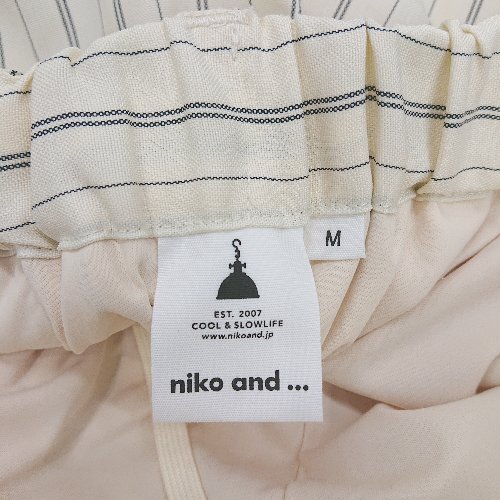 M
EST. 2007
COOL & SLOWLIFE
www.nikoand.jp
niko and ...